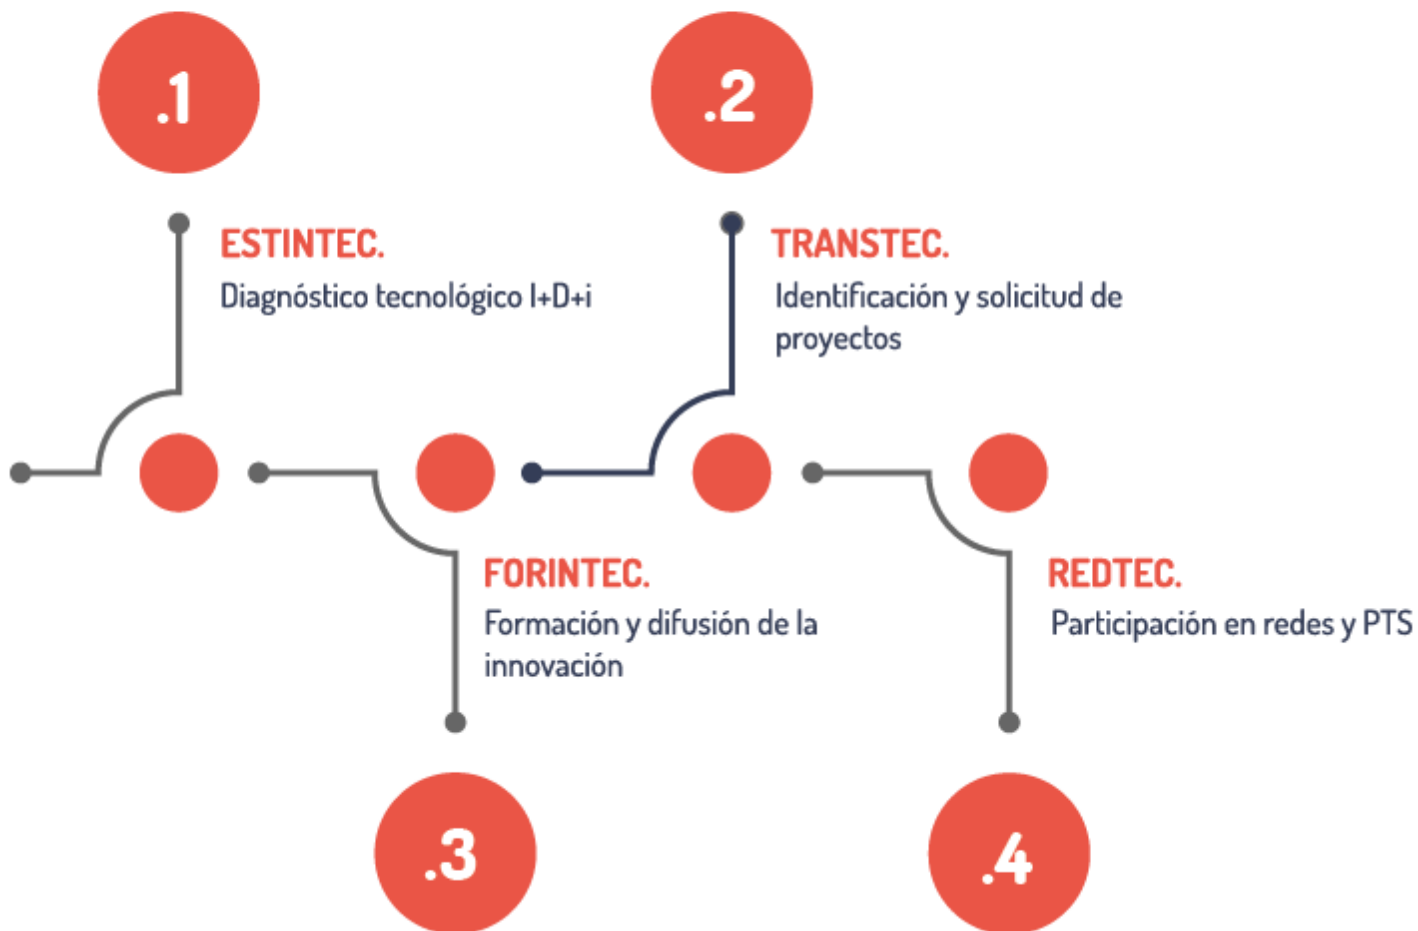 .1
ESTINTEC.
Diagnóstico tecnológico I+D+i
.2
TRANSTEC.
Identificación y solicitud de
proyectos
.3
FORINTEC.
Formación y difusión de la
innovación
.4
REDTEC.
Participación en redes y PTS